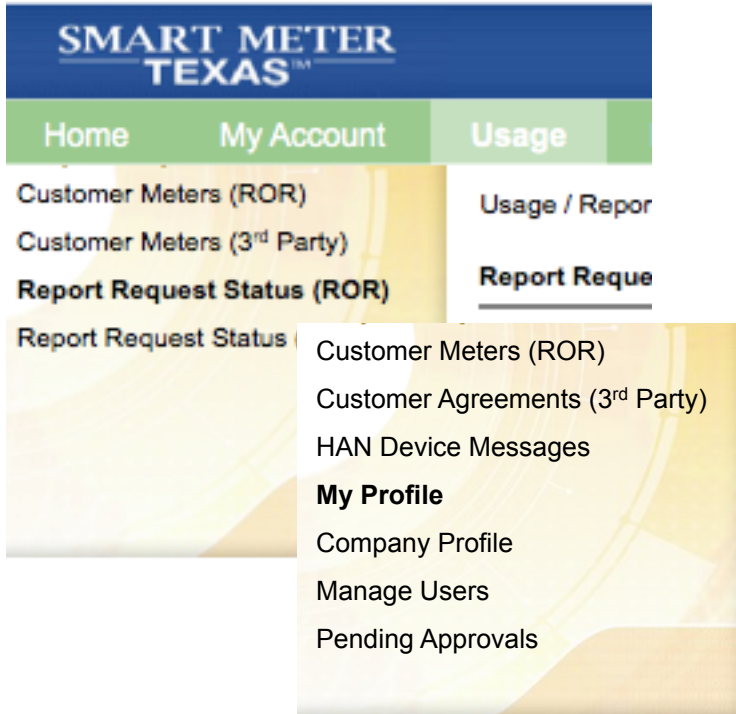 SMART METER
TEXAS™
Home My Account Usage
Customer Meters (ROR)
Customer Meters (3rd Party)
Report Request Status (ROR)
Report Request Status
Usage / Repor
Report Reque
Customer Meters (ROR)
Customer Agreements (3rd Party)
HAN Device Messages
My Profile
Company Profile
Manage Users
Pending Approvals